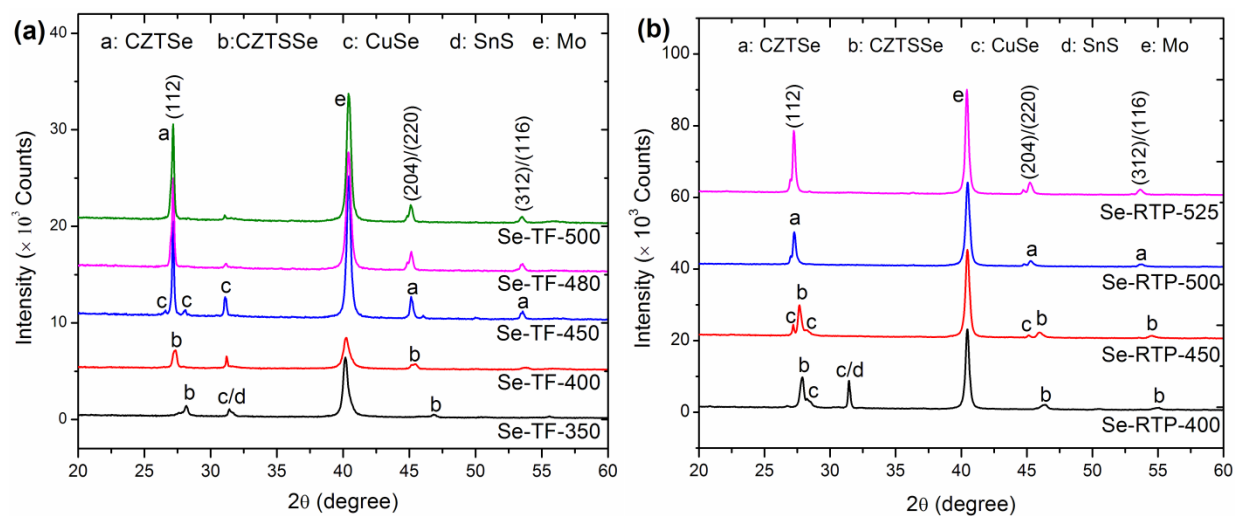 (a)
a: CZTSe b:CZTSSe c: CuSe d: SnS e: Mo
40
30
20
10
0
Intensity (× 10³ Counts)
a
(112)
e
(204)/(220)
(312)/(116)
Se-TF-500
Se-TF-480
c c c a a
Se-TF-450
b b
Se-TF-400
b c/d b
Se-TF-350
20 25 30 35 40 45 50 55 60
2θ (degree)
(b)
a: CZTSe b: CZTSSe c: CuSe d: SnS e: Mo
100
80
60
40
20
0
Intensity (× 10³ Counts)
(112)
e
(204)/(220)
(312)/(116)
Se-RTP-525
a a a
Se-RTP-500
c b c c b b
Se-RTP-450
b c c/d b b
Se-RTP-400
20 25 30 35 40 45 50 55 60
2θ (degree)